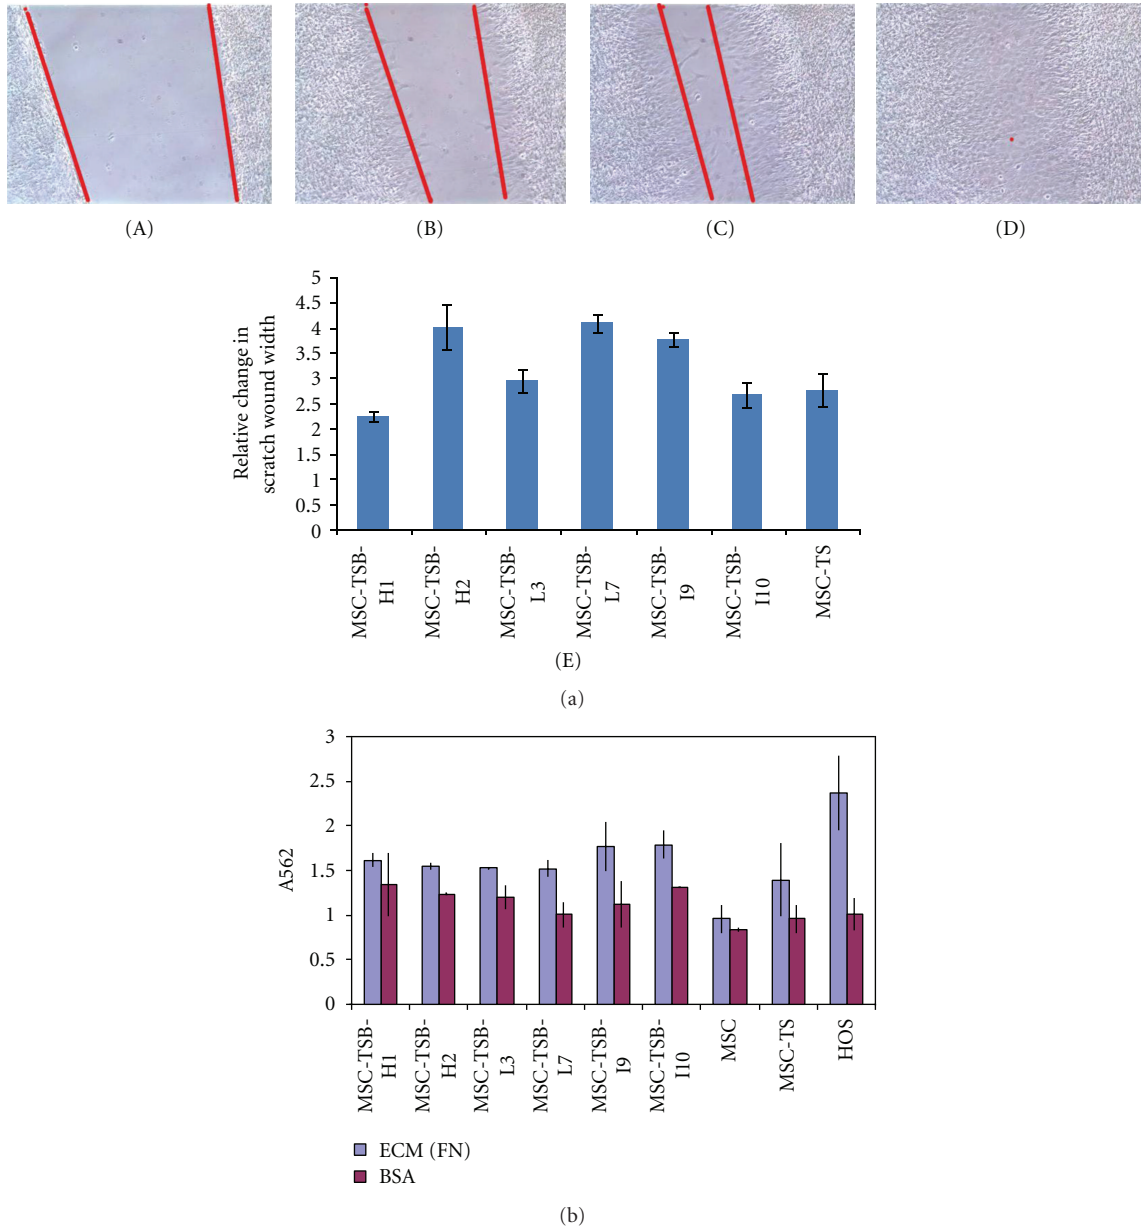 (A)
(B)
(C)
(D)
Relative change in
scratch wound width
5
4.5
4
3.5
3
2.5
2
1.5
1
0.5
0
MSC-TSB-
H1
MSC-TSB-
H2
MSC-TSB-
L3
MSC-TSB-
L7
MSC-TSB-
I9
MSC-TSB-
I10
MSC-TS
(E)
(a)
A562
3
2.5
2
1.5
1
0.5
0
MSC-TSB-
H1
MSC-TSB-
H2
MSC-TSB-
L3
MSC-TSB-
L7
MSC-TSB-
I9
MSC-TSB-
I10
MSC
MSC-TS
HOS
ECM (FN)
BSA
(b)